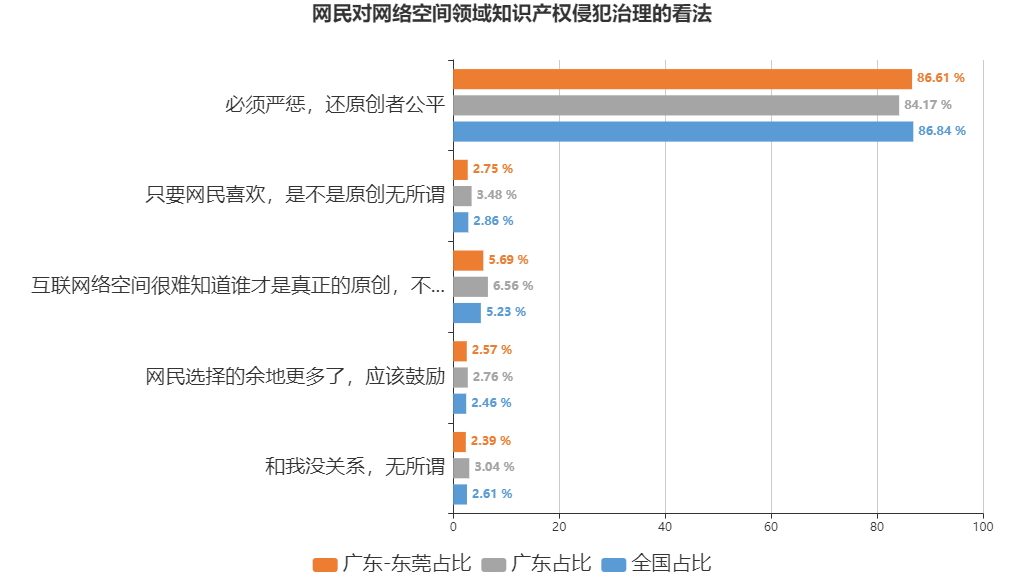 网民对网络空间领域知识产权侵犯治理的看法
必须严惩，还原创者公平
86.61 %
84.17 %
86.84 %
只要网民喜欢，是不是原创无所谓
2.75 %
3.48 %
2.86 %
互联网络空间很难知道谁才是真正的原创，不...
5.69 %
6.56 %
5.23 %
网民选择的余地更多了，应该鼓励
2.57 %
2.76 %
2.46 %
和我没关系，无所谓
2.39 %
3.04 %
2.61 %
0 20 40 60 80 100
广东-东莞占比 广东占比 全国占比